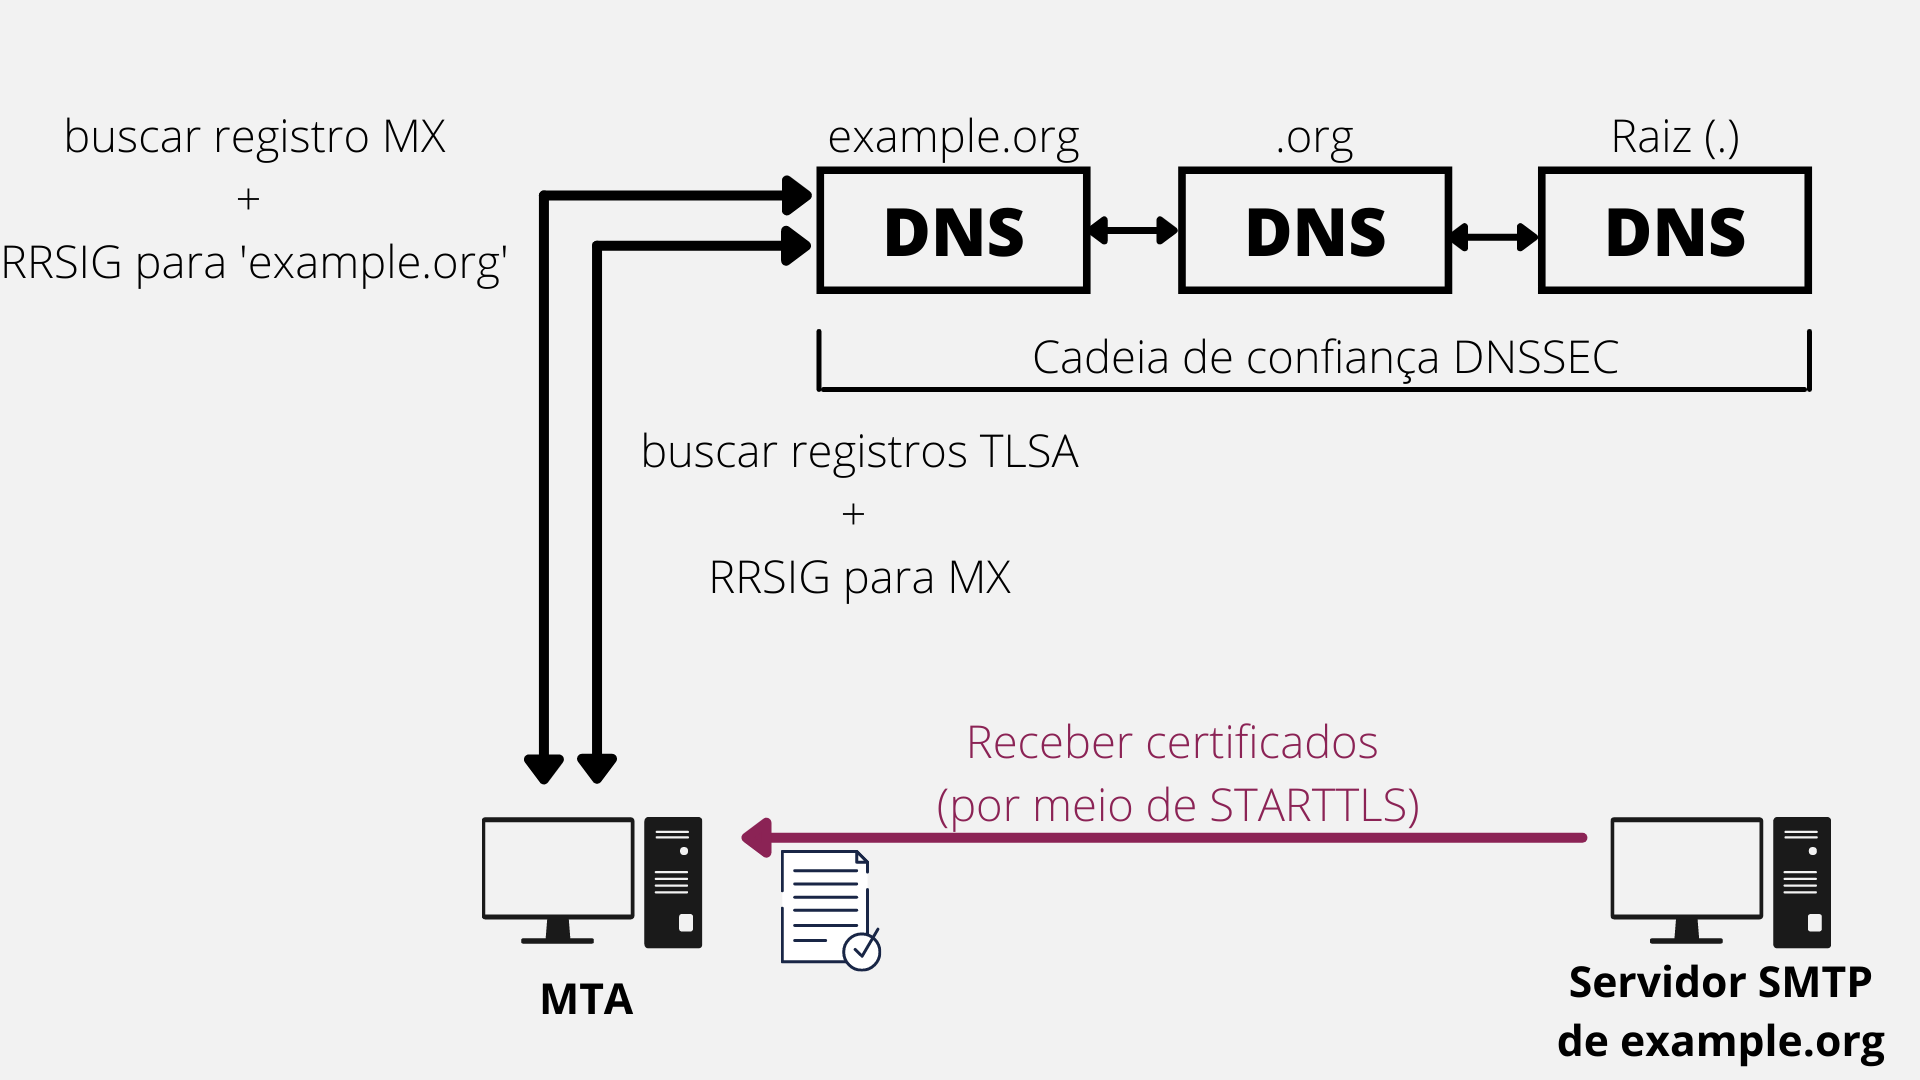 buscar registro MX
+
RRSIG para 'example.org'
example.org
.org
Raiz (.)
DNS
DNS
DNS
Cadeia de confiança DNSSEC
buscar registros TLSA
+
RRSIG para MX
Receber certificados
(por meio de STARTTLS)
MTA
Servidor SMTP
de example.org